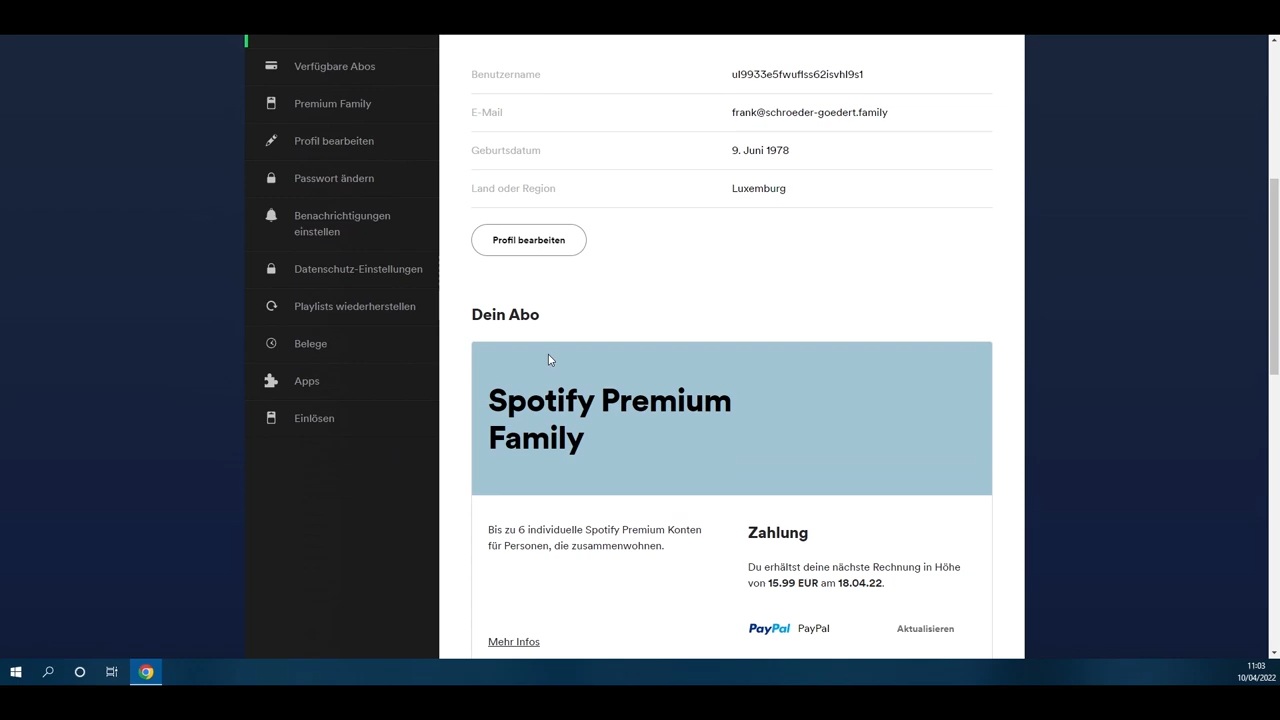 Verfügbare Abos
Premium Family
Profil bearbeiten
Passwort ändern
Benachrichtigungen
einstellen
Datenschutz-Einstellungen
Playlists wiederherstellen
Belege
Apps
Einlösen
Benutzername ul9933e5fwuflss62isvhl9s1
E-Mail frank@schroeder-goedert.family
Geburtsdatum 9. Juni 1978
Land oder Region Luxemburg
Profil bearbeiten
Dein Abo
Spotify Premium
Family
Bis zu 6 individuelle Spotify Premium Konten
für Personen, die zusammenwohnen.
Mehr Infos
Zahlung
Du erhältst deine nächste Rechnung in Höhe
von 15.99 EUR am 18.04.22.
PayPal PayPal Aktualisieren
11:03
10/04/2022